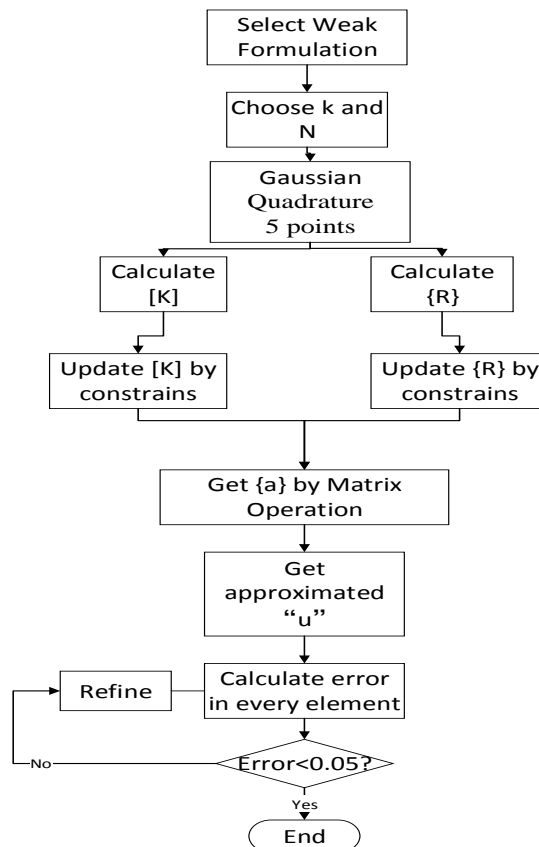 Select Weak
Formulation
Choose k and
N
Gaussian
Quadrature
5 points
Calculate
[K]
Calculate
{R}
Update [K] by
constrains
Update {R} by
constrains
Get {a} by Matrix
Operation
Get
approximated
“u”
Refine
Calculate error
in every element
No
Error<0.05?
Yes
End